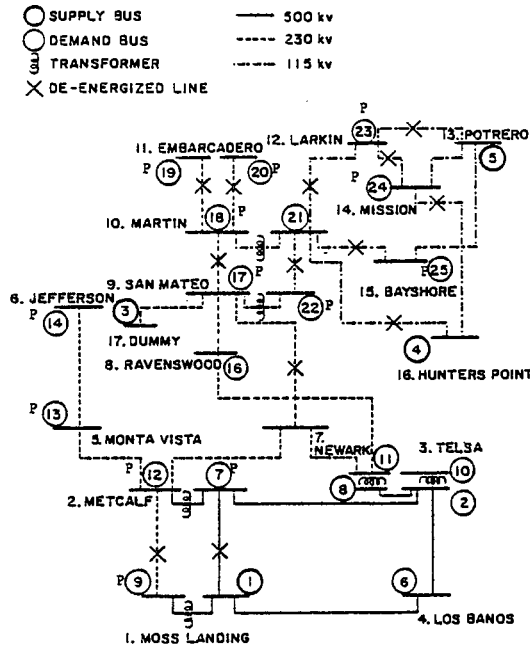 SUPPLY BUS 500 kv
DEMAND BUS 230 kv
TRANSFORMER 115 kv
DE-ENERGIZED LINE
P
23 13. POTRERO
12. LARKIN
11. EMBARCADERO
P 19 20 P P 24 5
14. MISSION
18 21
10. MARTIN
P P 25
9. SAN MATEO 17 15. BAYSHORE
6. JEFFERSON
P 14 3 22 P
17. DUMMY 4
8. RAVENSWOOD 16 16. HUNTERS POINT
P 13
5. MONTA VISTA 7. NEWARK 11 3. TELSA
P 12 7 P 10
2. METCALF 8 2
P 9 1 6
4. LOS BANOS
1. MOSS LANDING